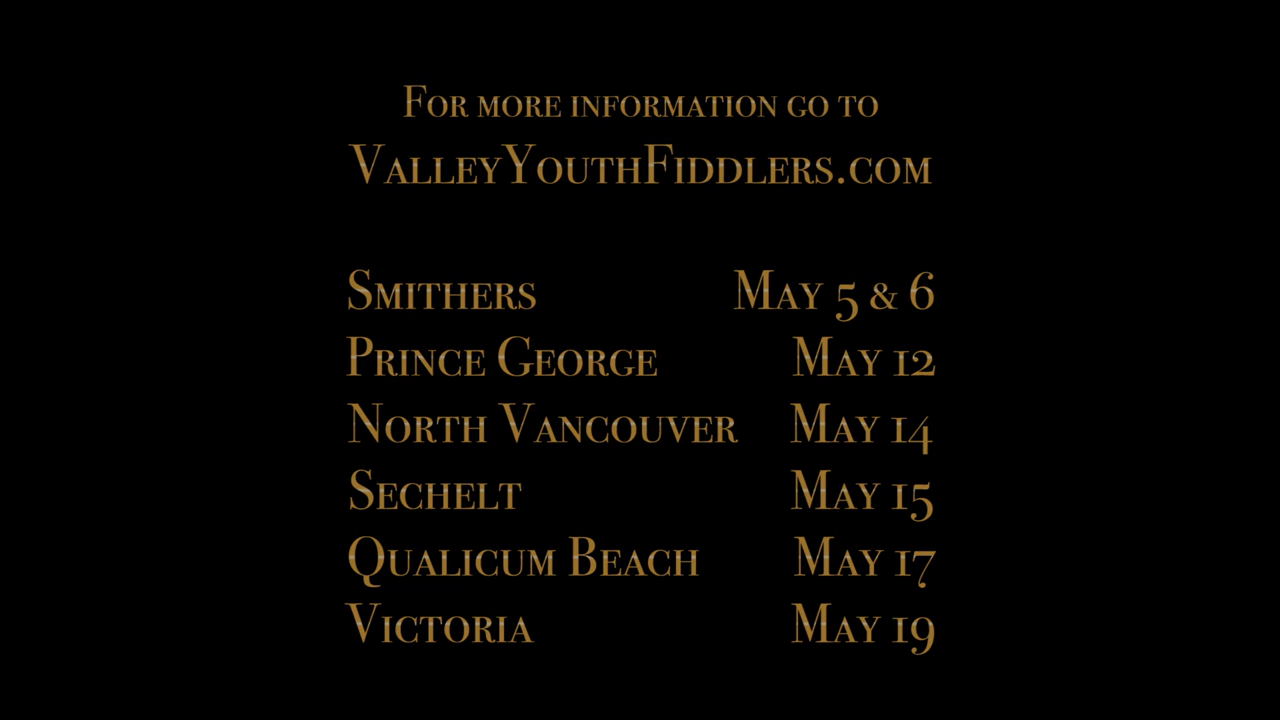 For more information go to
ValleyYouthFiddlers.com
Smithers May 5 & 6
Prince George May 12
North Vancouver May 14
Sechelt May 15
Qualicum Beach May 17
Victoria May 19